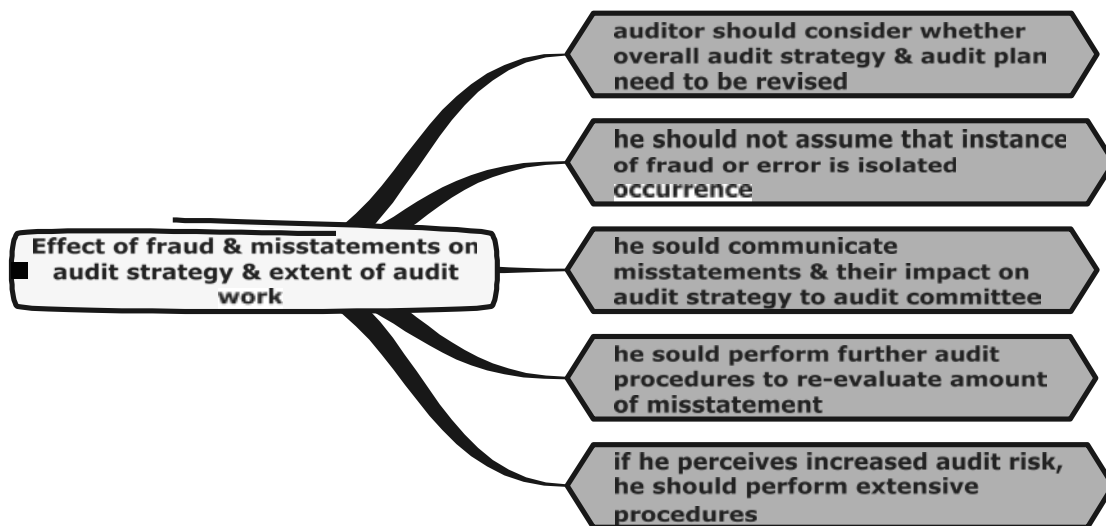 auditor should consider whether
overall audit strategy & audit plan
need to be revised
he should not assume that instance
of fraud or error is isolated
occurrence
Effect of fraud & misstatements on
audit strategy & extent of audit
work
he sould communicate
misstatements & their impact on
audit strategy to audit committee
he sould perform further audit
procedures to re-evaluate amount
of misstatement
if he perceives increased audit risk,
he should perform extensive
procedures